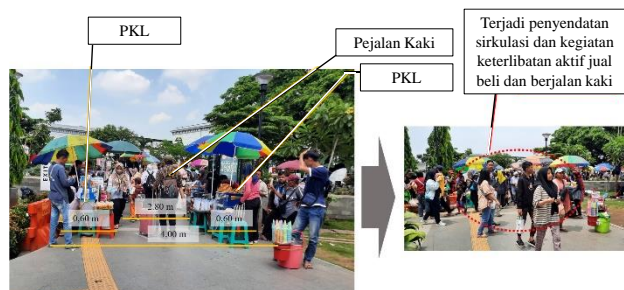 PKL
Pejalan Kaki
PKL
Terjadi penyendatan
sirkulasi dan kegiatan
keterlibatan aktif jual
beli dan berjalan kaki
0,60 m
2.80 m
0.60 m
4.00 m